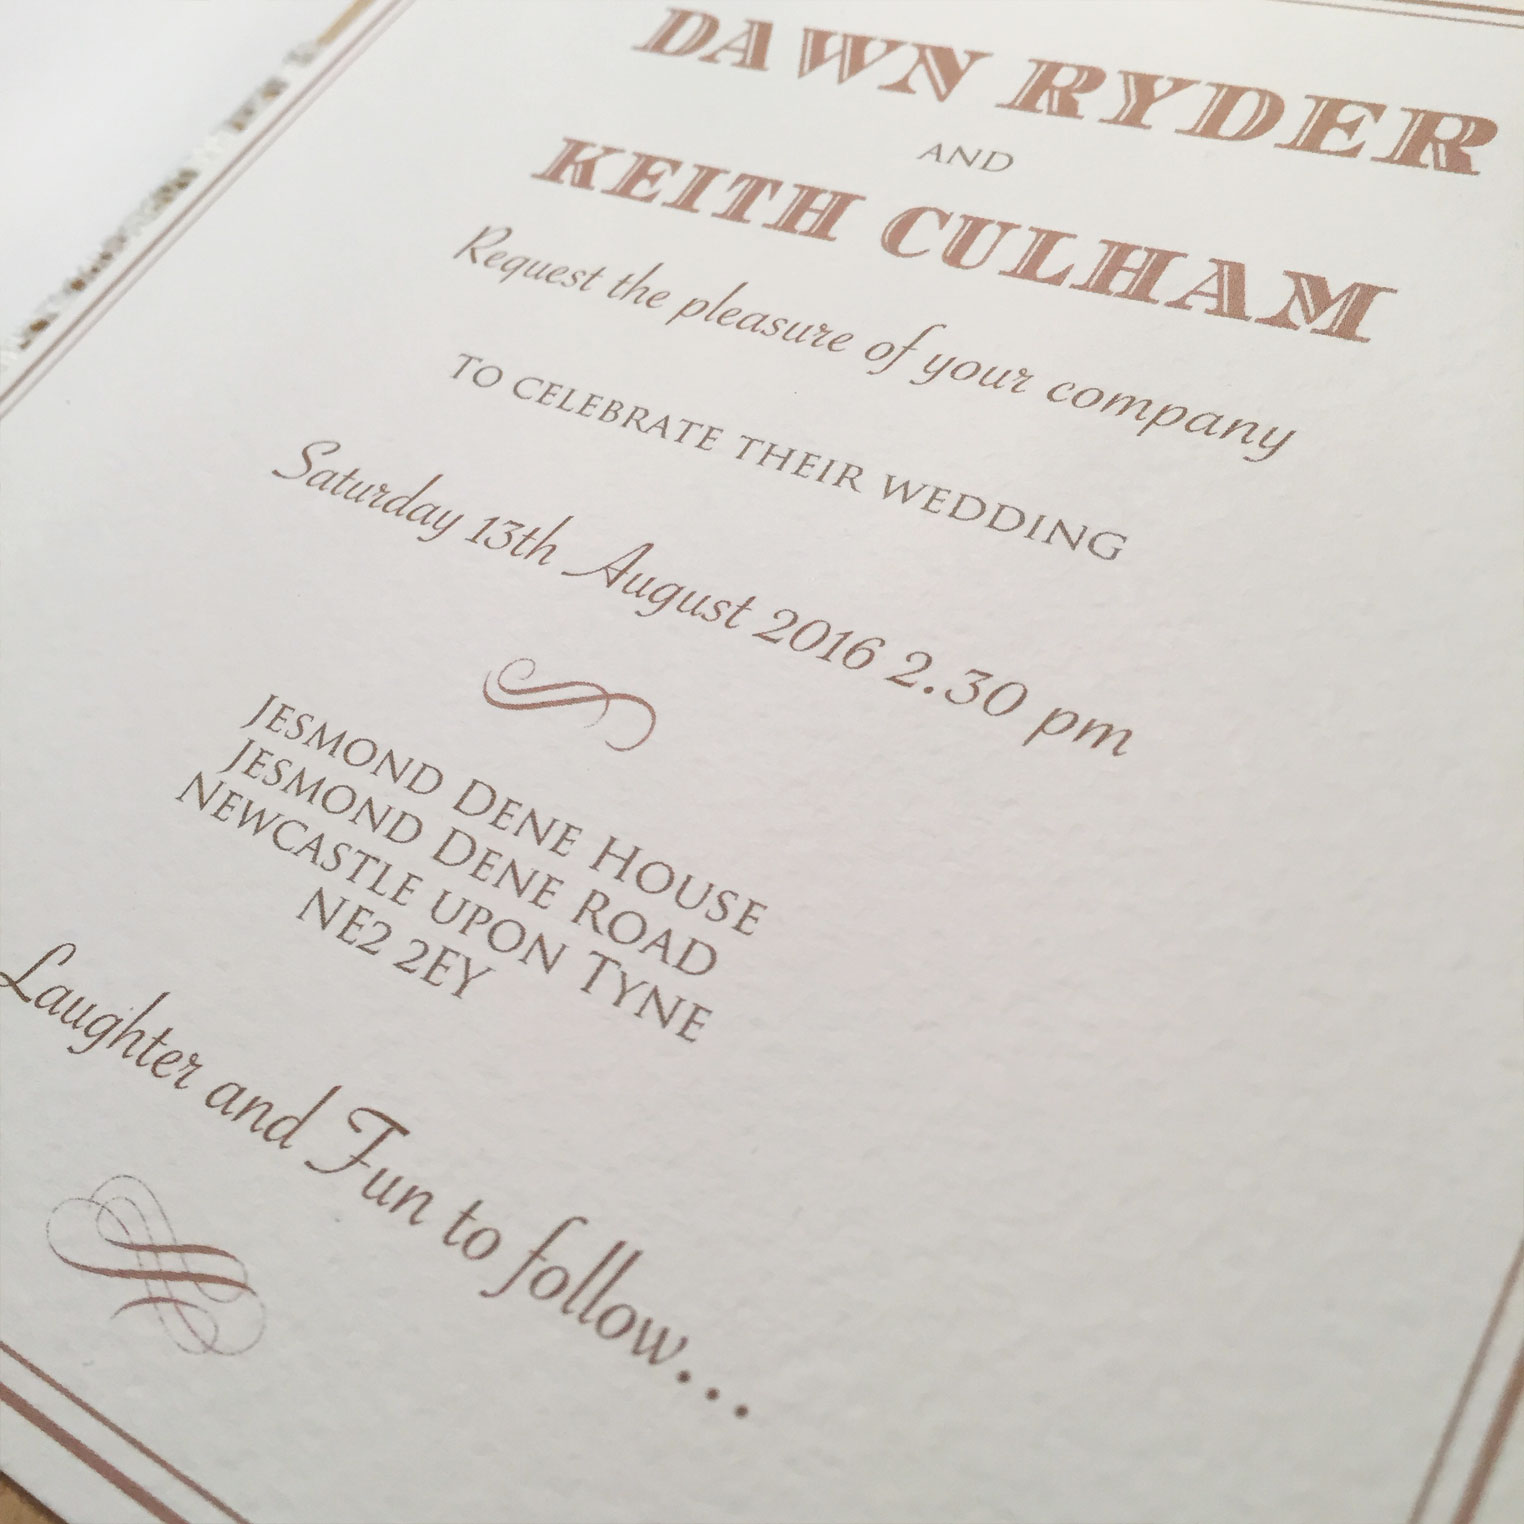 DAWN RYDER
AND
KEITH CULHAM
Request the pleasure of your company
TO CELEBRATE THEIR WEDDING
Saturday 13th August 2016 2.30 pm
JESMOND DENE HOUSE
JESMOND DENE ROAD
NEWCASTLE UPON TYNE
NE2 2EY
Laughter and Fun to follow...